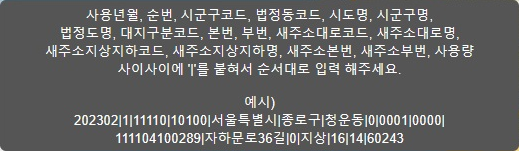 사용년월, 순번, 시군구코드, 법정동코드, 시도명, 시군구명,
법정도명, 대지구분코드, 본번, 부번, 새주소대로코드, 새주소대로명,
새주소지상지하코드, 새주소지상지하명, 새주소본번, 새주소부번, 사용량
사이사이에 '|'를 붙혀서 순서대로 입력 해주세요.
예시)
202302|1|11110|10100|서울특별시|종로구|청운동|0|0001|0000|
111104100289|자하문로36길|0|지상|16|14|60243